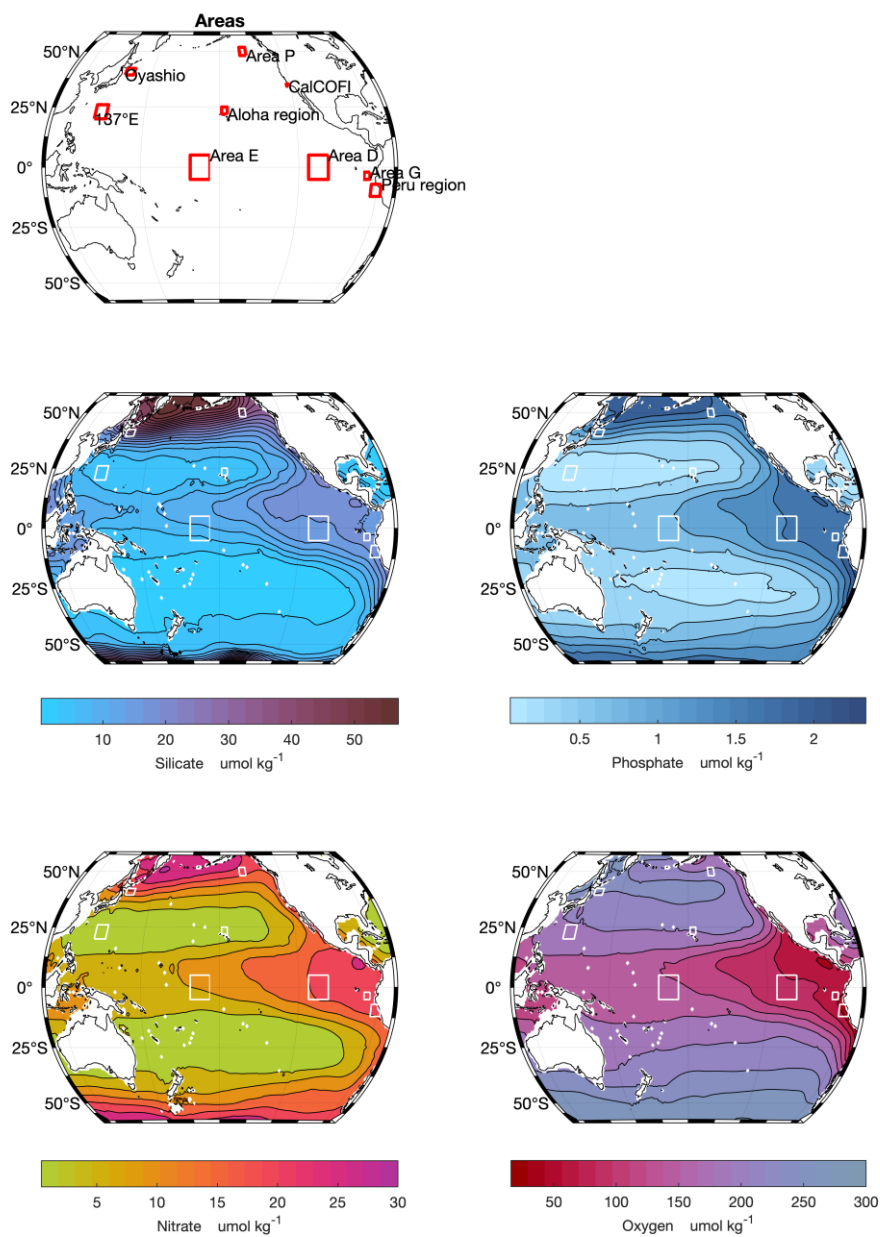 Areas
50°N
25°N
0°
25°S
50°S
Area P
Oyashio
CalCOFI
137°E
Aloha region
Area E
Area D
Area G
Peru region
50°N
25°N
0°
25°S
50°S
10 20 30 40 50
Silicate umol kg⁻¹
50°N
25°N
0°
25°S
50°S
0.5 1 1.5 2
Phosphate umol kg⁻¹
50°N
25°N
0°
25°S
50°S
5 10 15 20 25 30
Nitrate umol kg⁻¹
50°N
25°N
0°
25°S
50°S
50 100 150 200 250 300
Oxygen umol kg⁻¹